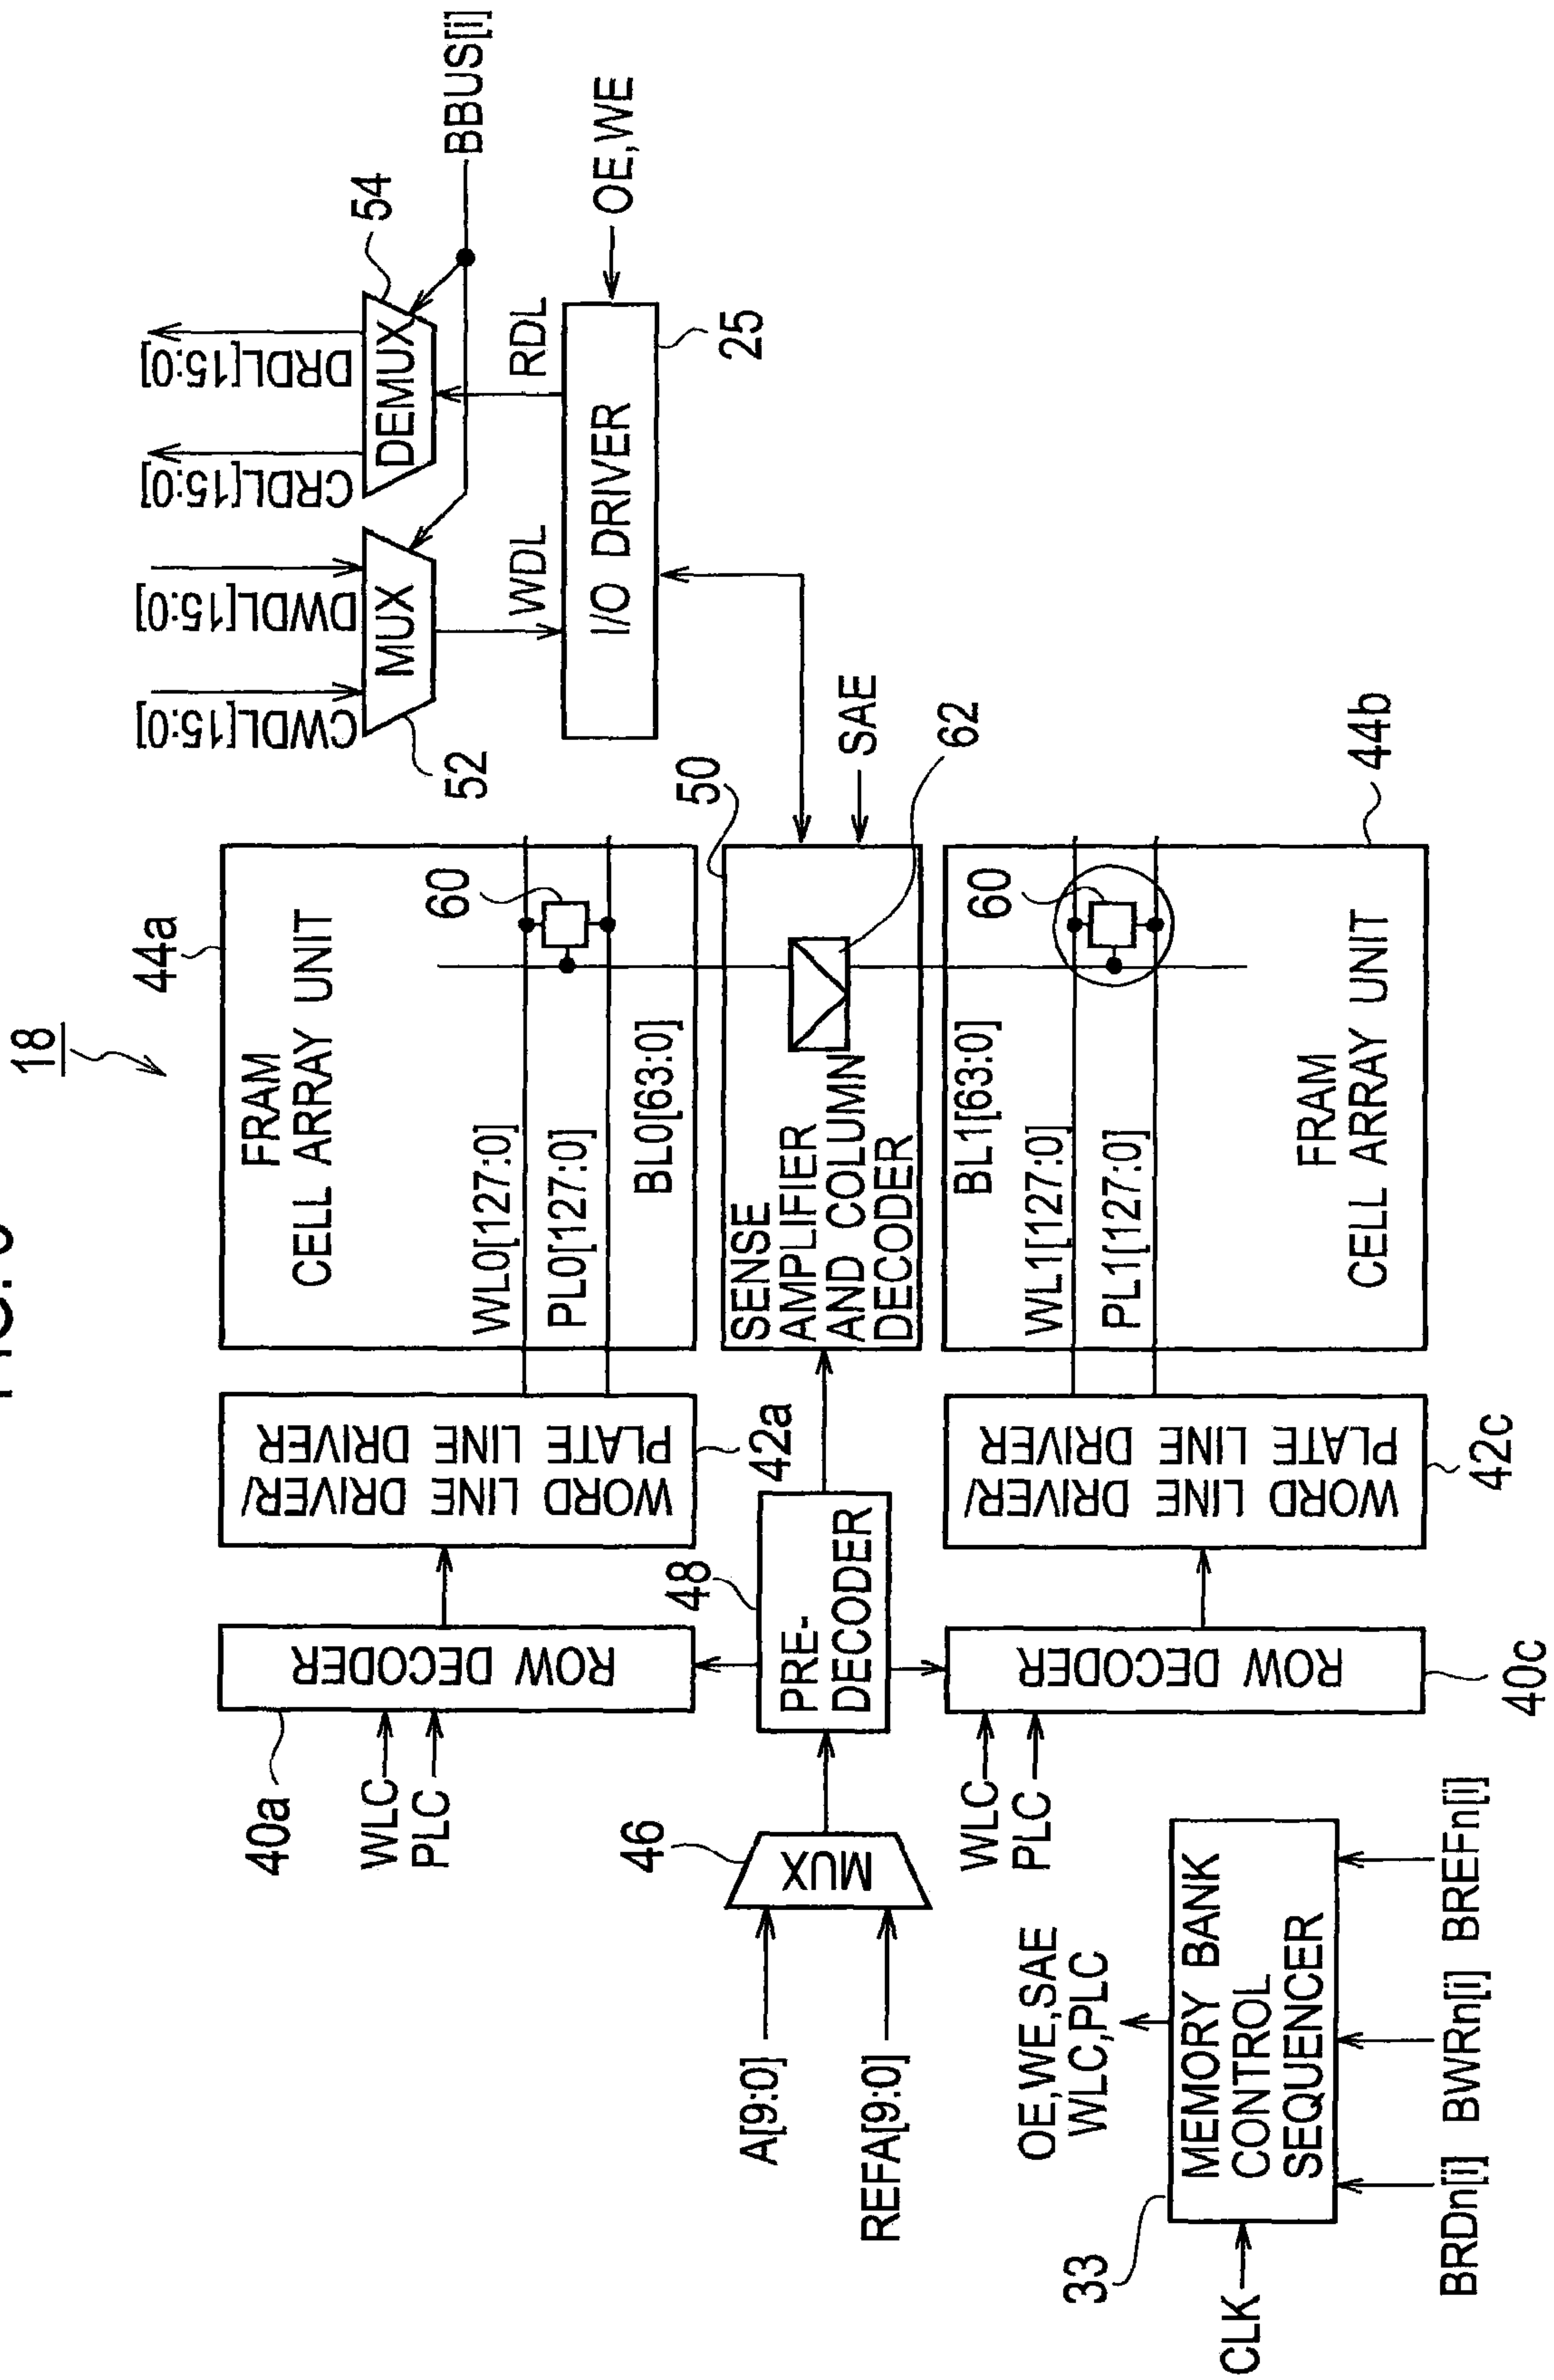 18
44a
FRAM
CELL ARRAY UNIT
WL0[127:0]
PL0[127:0]
BL0[63:0]
60
40a
ROW DECODER
WLC
PLC
WORD LINE DRIVER/
PLATE LINE DRIVER
42a
46
MUX
A[9:0]
REFA[9:0]
48
PRE-
DECODER
50
SENSE
AMPLIFIER
AND COLUMN
DECODER
62
SAE
CWDL[15:0]
DWDL[15:0]
CRDL[15:0]
DRDL[15:0]
MUX
52
DEMUX
54
BBUS[i]
WDL
RDL
I/O DRIVER
25
OE,WE
WLC
PLC
ROW DECODER
40c
WORD LINE DRIVER/
PLATE LINE DRIVER
42c
BL1[63:0]
WL1[127:0]
PL1[127:0]
60
FRAM
CELL ARRAY UNIT
44b
OE,WE,SAE
WLC,PLC
33
MEMORY BANK
CONTROL
SEQUENCER
CLK
BRDn[i]
BWRn[i]
BREFn[i]